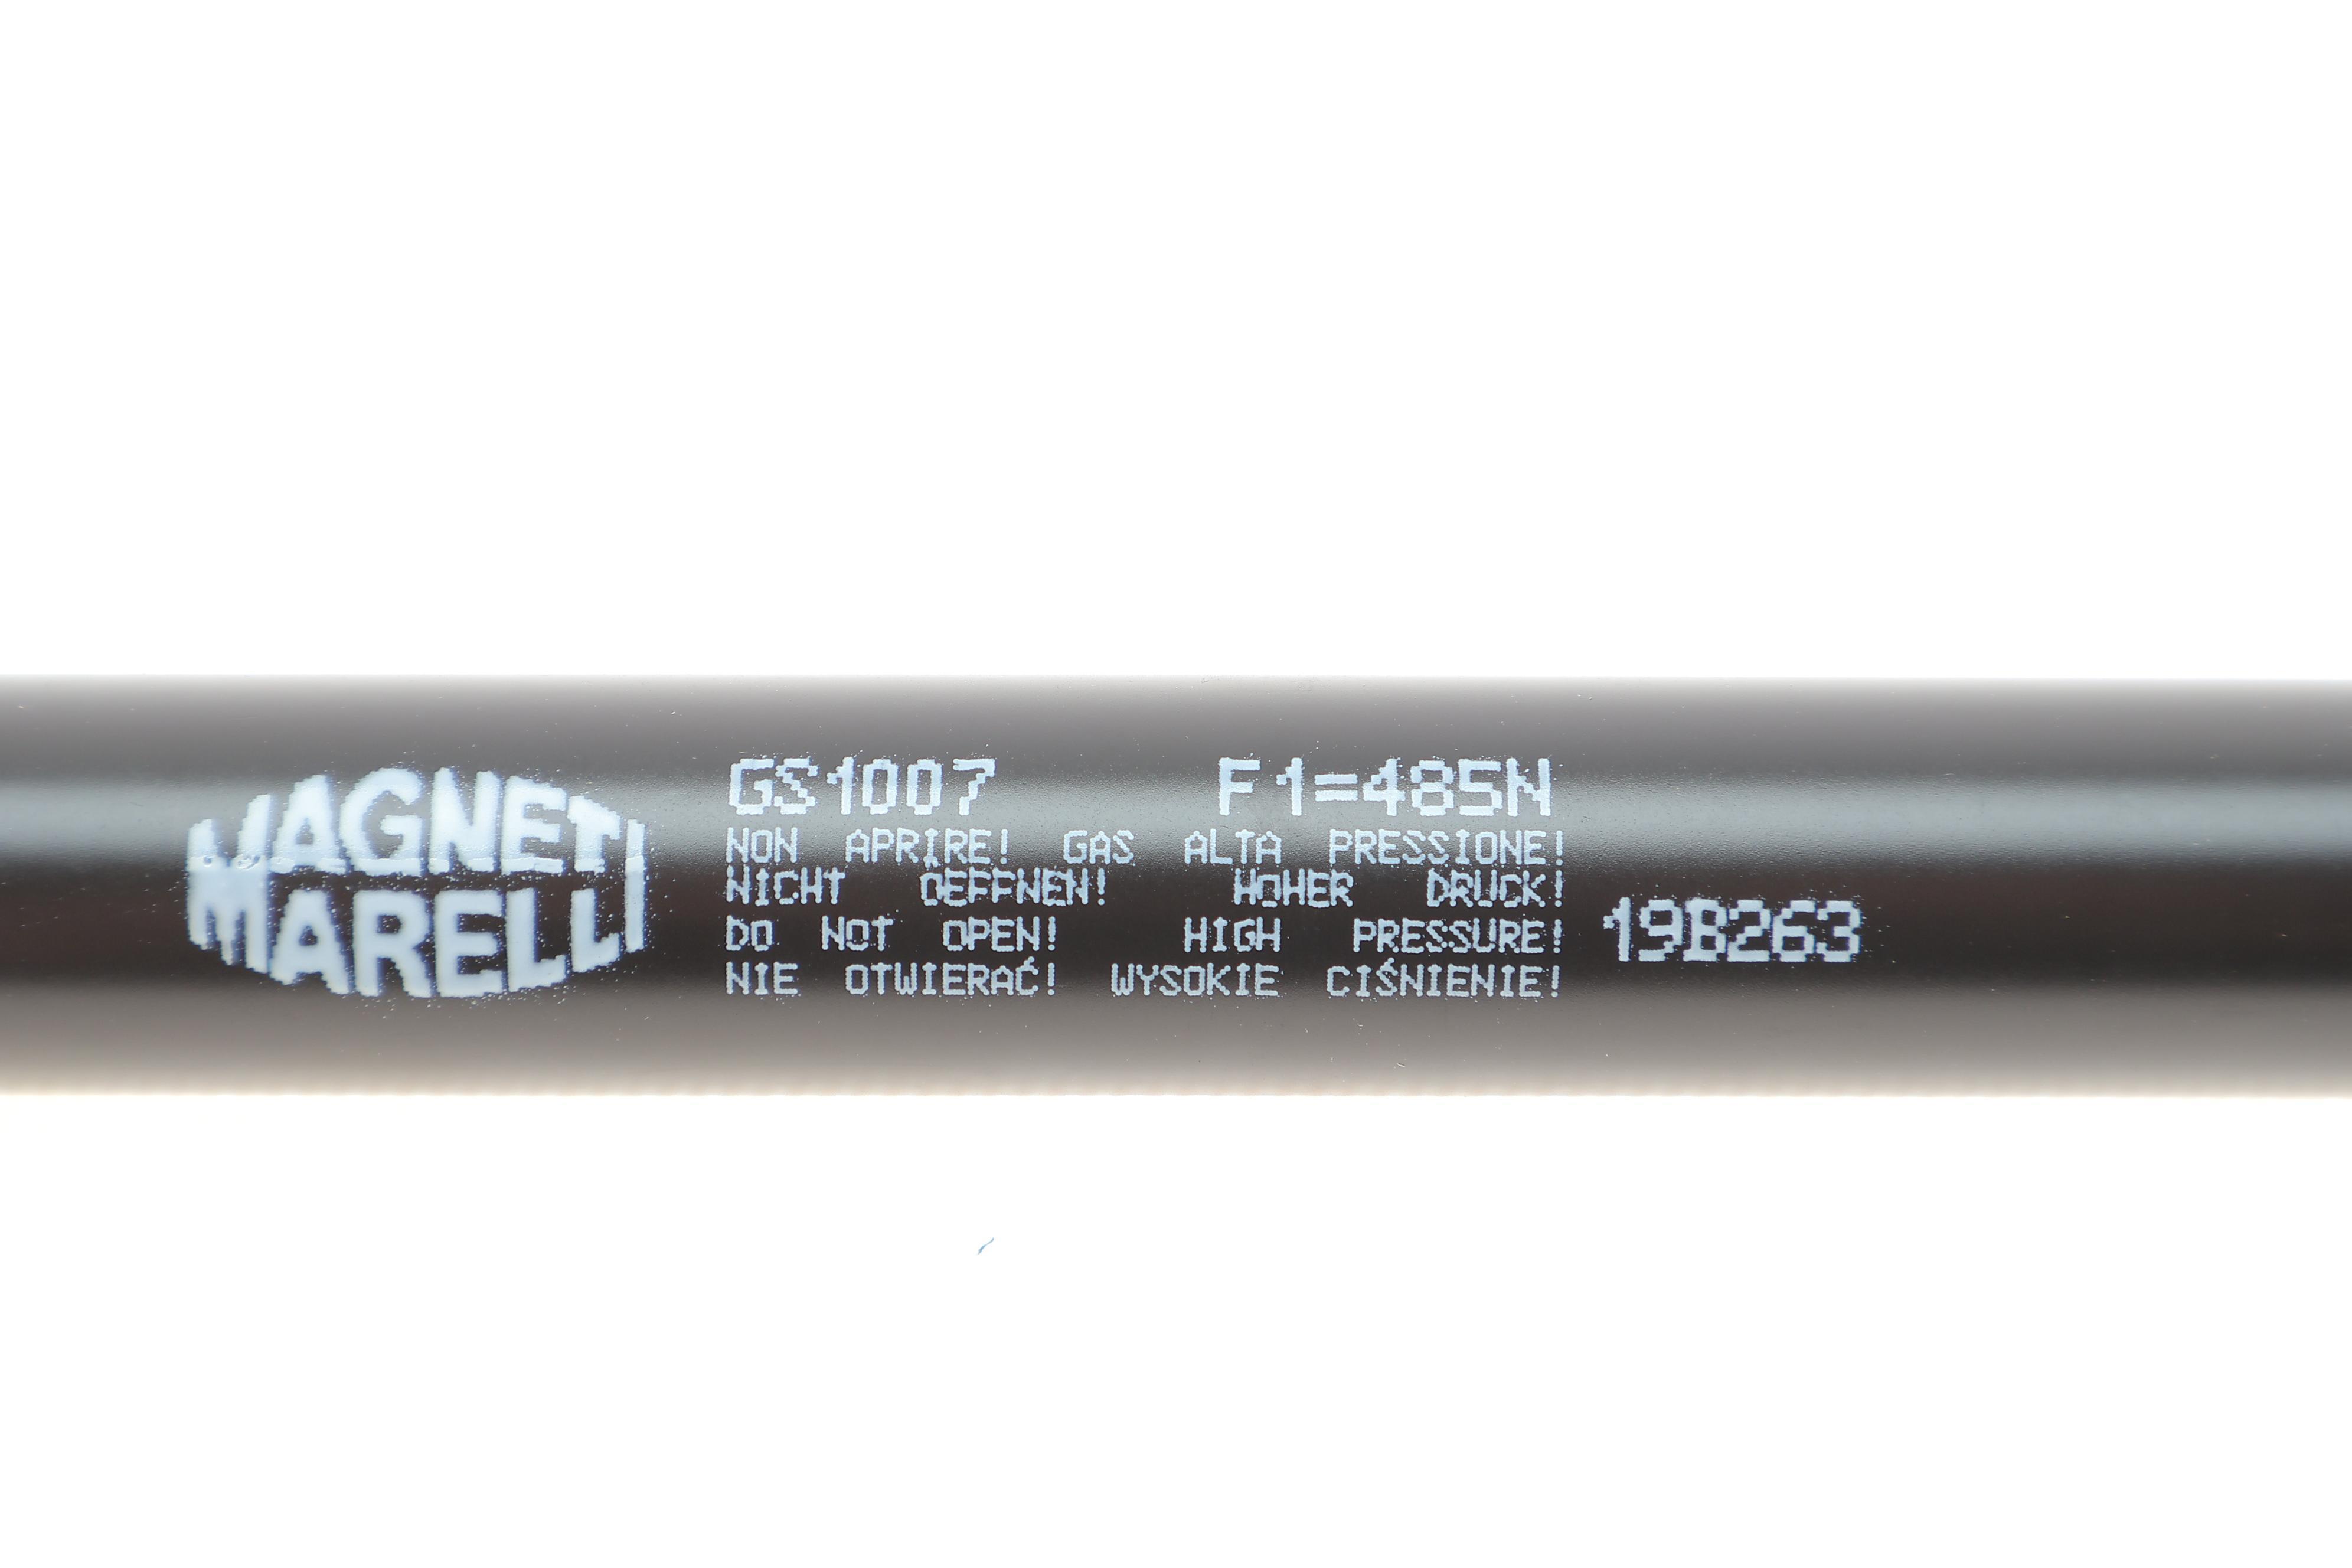 MAGNETI
MARELLI
GS1007 F1=485N
NON APRIRE! GAS ALTA PRESSIONE!
NICHT OEFFNEN! HOHER DRUCK!
DO NOT OPEN! HIGH PRESSURE!
NIE OTWIERAĆ! WYSOKIE CIŚNIENIE!
19B263